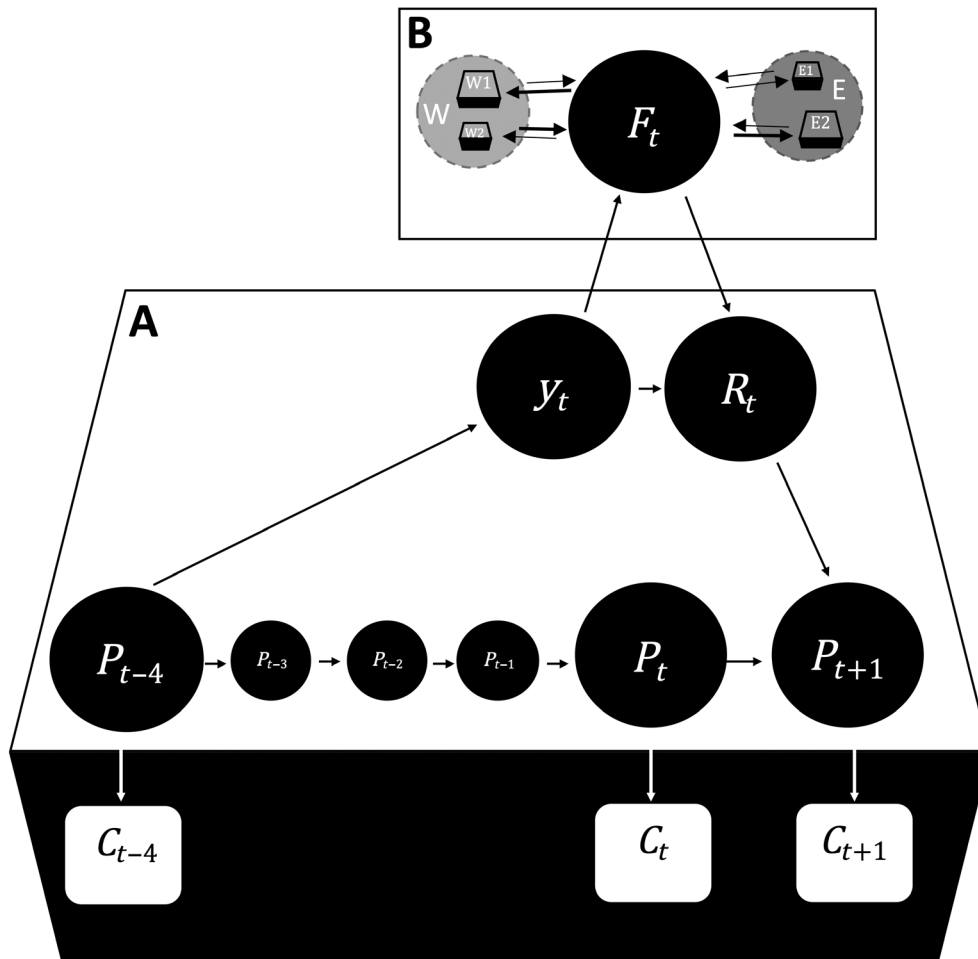 B
W1
W
W2
F_t
E1
E
E2
A
y_t
R_t
P_{t−4}
P_{t−3}
P_{t−2}
P_{t−1}
P_t
P_{t+1}
C_{t−4}
C_t
C_{t+1}